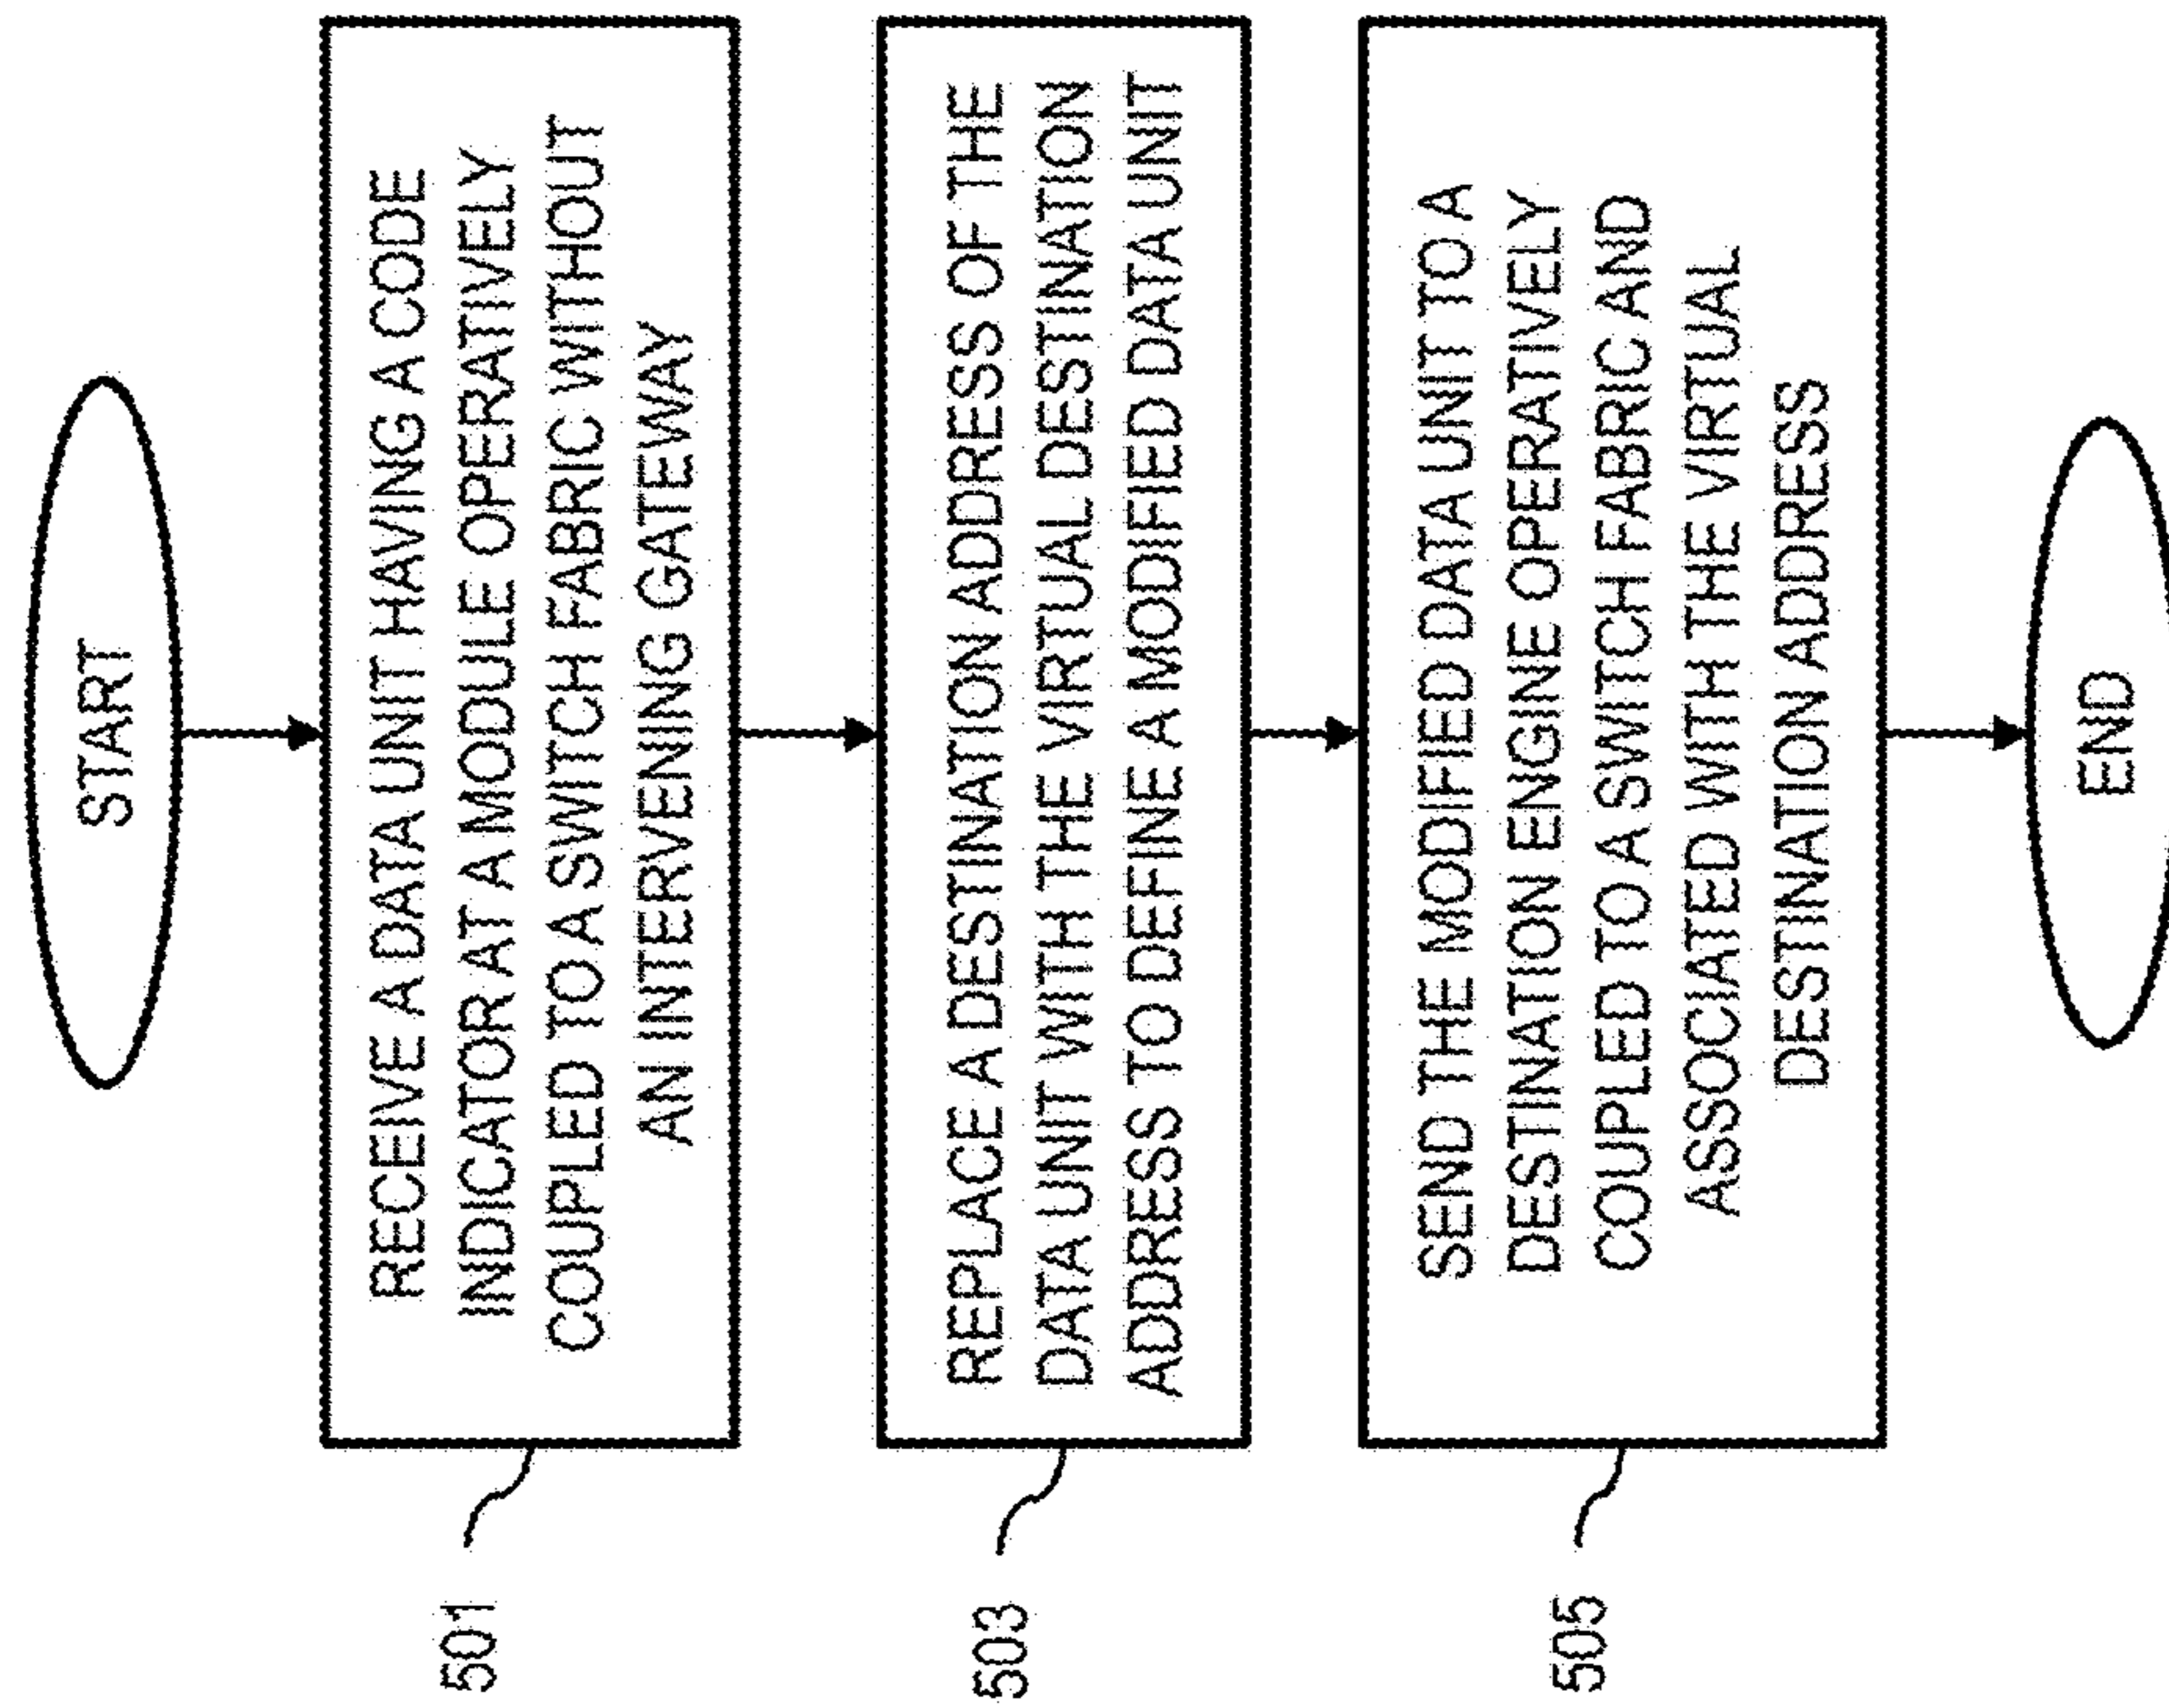 START
501
RECEIVE A DATA UNIT HAVING A CODE
INDICATOR AT A MODULE OPERATIVELY
COUPLED TO A SWITCH FABRIC WITHOUT
AN INTERVENING GATEWAY
503
REPLACE A DESTINATION ADDRESS OF THE
DATA UNIT WITH THE VIRTUAL DESTINATION
ADDRESS TO DEFINE A MODIFIED DATA UNIT
505
SEND THE MODIFIED DATA UNIT TO A
DESTINATION ENGINE OPERATIVELY
COUPLED TO A SWITCH FABRIC AND
ASSOCIATED WITH THE VIRTUAL
DESTINATION ADDRESS
END